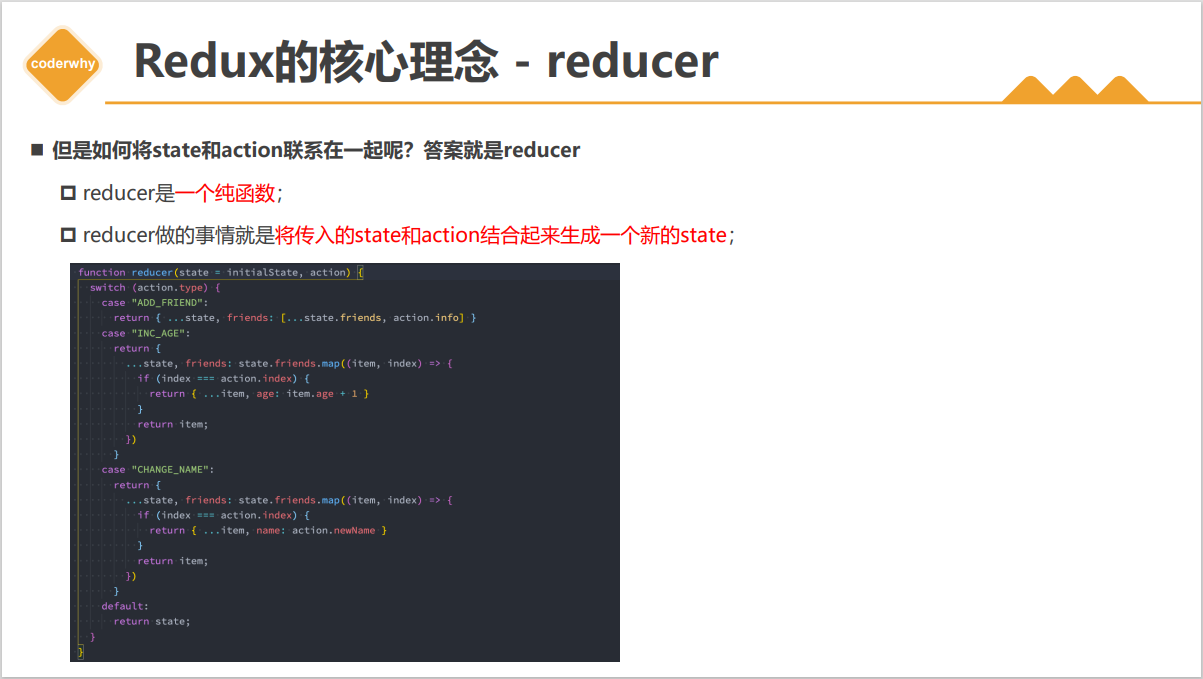 coderwhy
Redux的核心理念 - reducer
但是如何将state和action联系在一起呢？答案就是reducer
reducer是一个纯函数；
reducer做的事情就是将传入的state和action结合起来生成一个新的state；
function reducer(state = initialState, action) {
  switch (action.type) {
    case "ADD_FRIEND":
      return { ...state, friends: [...state.friends, action.info] }
    case "INC_AGE":
      return {
        ...state, friends: state.friends.map((item, index) => {
          if (index === action.index) {
            return { ...item, age: item.age + 1 }
          }
          return item;
        })
      }
    case "CHANGE_NAME":
      return {
        ...state, friends: state.friends.map((item, index) => {
          if (index === action.index) {
            return { ...item, name: action.newName }
          }
          return item;
        })
      }
    default:
      return state;
  }
}